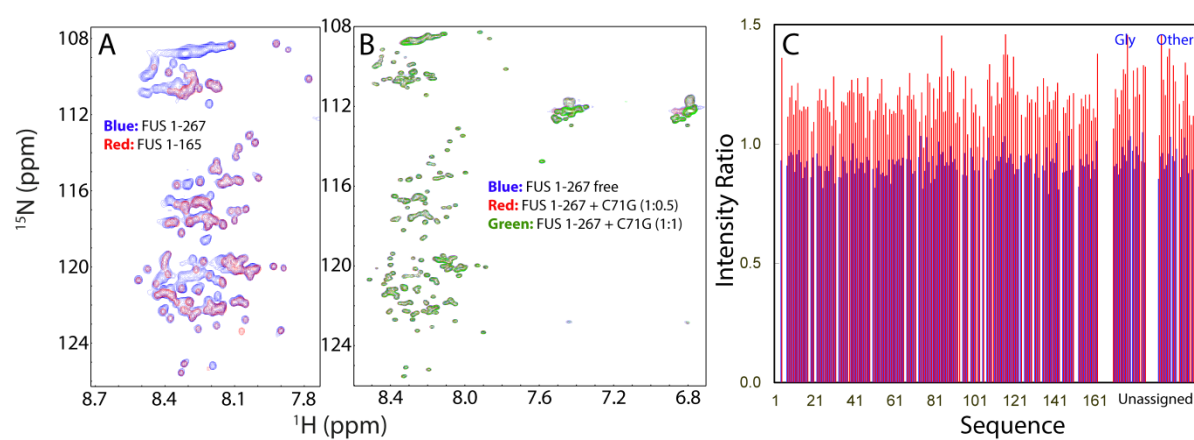 A
108
112
116
120
124
8.7
8.4
8.1
7.8
¹⁵N (ppm)
Blue: FUS 1-267
Red: FUS 1-165
B
108
112
116
120
124
8.4
8.0
7.6
7.2
6.8
¹H (ppm)
Blue: FUS 1-267 free
Red: FUS 1-267 + C71G (1:0.5)
Green: FUS 1-267 + C71G (1:1)
C
Gly Other
1.5
1.0
0.5
0.0
Intensity Ratio
1 21 41 61 81 101 121 141 161 Unassigned
Sequence